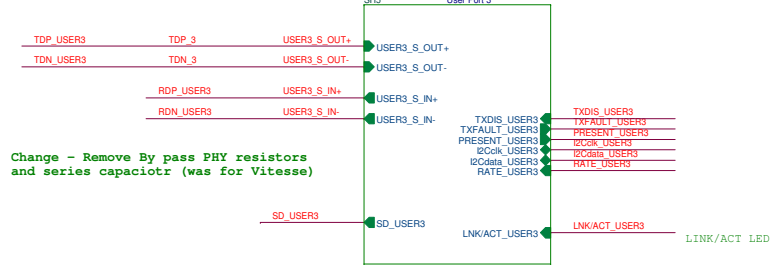 SH5 User Port 3
TDP_USER3 TDP_3 USER3_S_OUT+ USER3_S_OUT+
TDN_USER3 TDN_3 USER3_S_OUT- USER3_S_OUT-
RDP_USER3 USER3_S_IN+ USER3_S_IN+
RDN_USER3 USER3_S_IN- USER3_S_IN-
TXDIS_USER3 TXDIS_USER3
TXFAULT_USER3 TXFAULT_USER3
PRESENT_USER3 PRESENT_USER3
I2Cclk_USER3 I2Cclk_USER3
I2Cdata_USER3 I2Cdata_USER3
RATE_USER3 RATE_USER3
Change - Remove By pass PHY resistors
and series capaciotr (was for Vitesse)
SD_USER3 SD_USER3
LNK/ACT_USER3 LNK/ACT_USER3
LINK/ACT LED